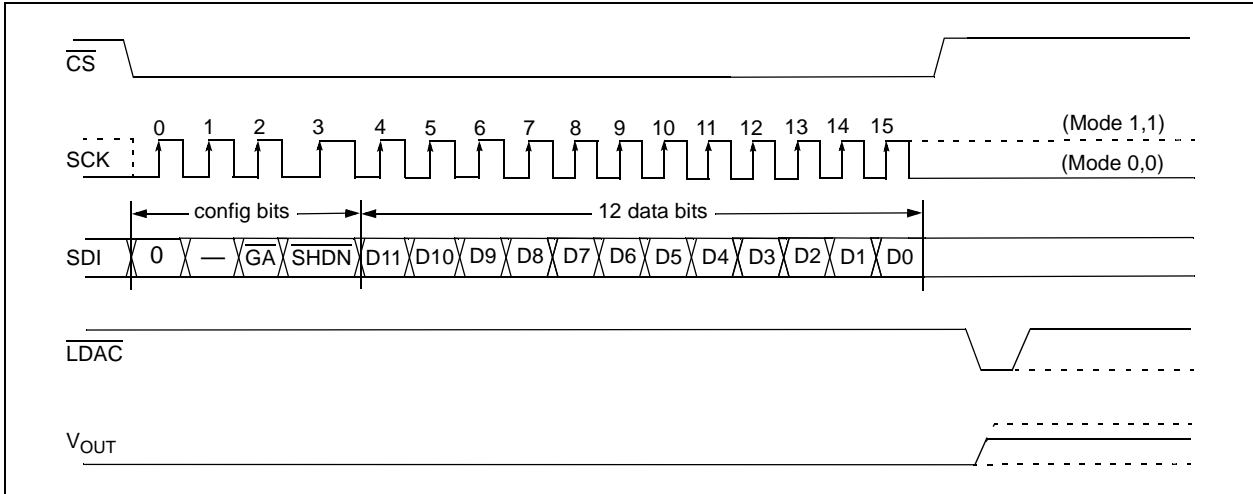 CS
0 1 2 3 4 5 6 7 8 9 10 11 12 13 14 15 (Mode 1,1)
SCK (Mode 0,0)
config bits 12 data bits
SDI 0 — GA SHDN D11 D10 D9 D8 D7 D6 D5 D4 D3 D2 D1 D0
LDAC
VOUT